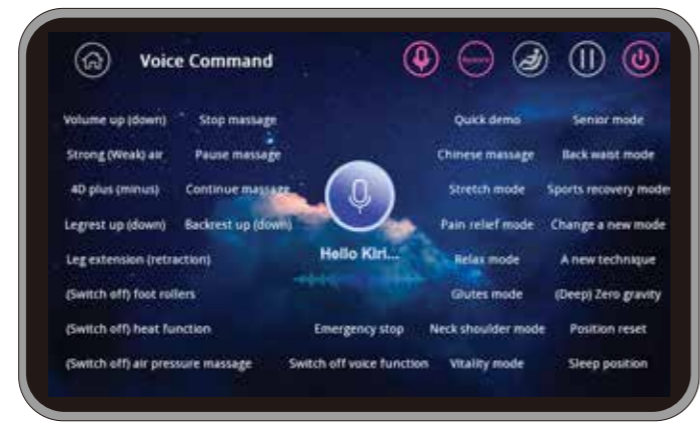 Voice Command
Restore
Volume up (down) Stop massage Quick demo Senior mode
Strong (Weak) air Pause massage Chinese massage Back waist mode
4D plus (minus) Continue massage Stretch mode Sports recovery mode
Legrest up (down) Backrest up (down) Pain relief mode Change a new mode
Hello Kiri...
Leg extension (retraction) Relax mode A new technique
(Switch off) foot rollers Glutes mode (Deep) Zero gravity
(Switch off) heat function Emergency stop Neck shoulder mode Position reset
(Switch off) air pressure massage Switch off voice function Vitality mode Sleep position